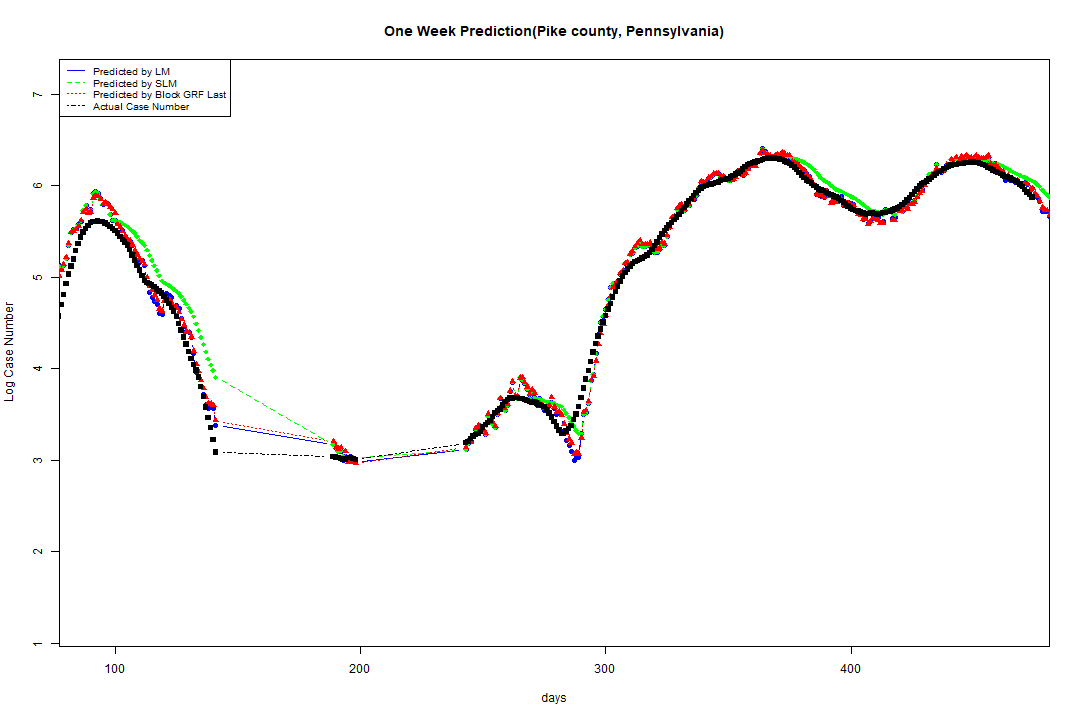 One Week Prediction(Pike county, Pennsylvania)
Predicted by LM
Predicted by SLM
Predicted by Block GRF Last
Actual Case Number
7
6
5
4
3
2
1
Log Case Number
100 200 300 400
days